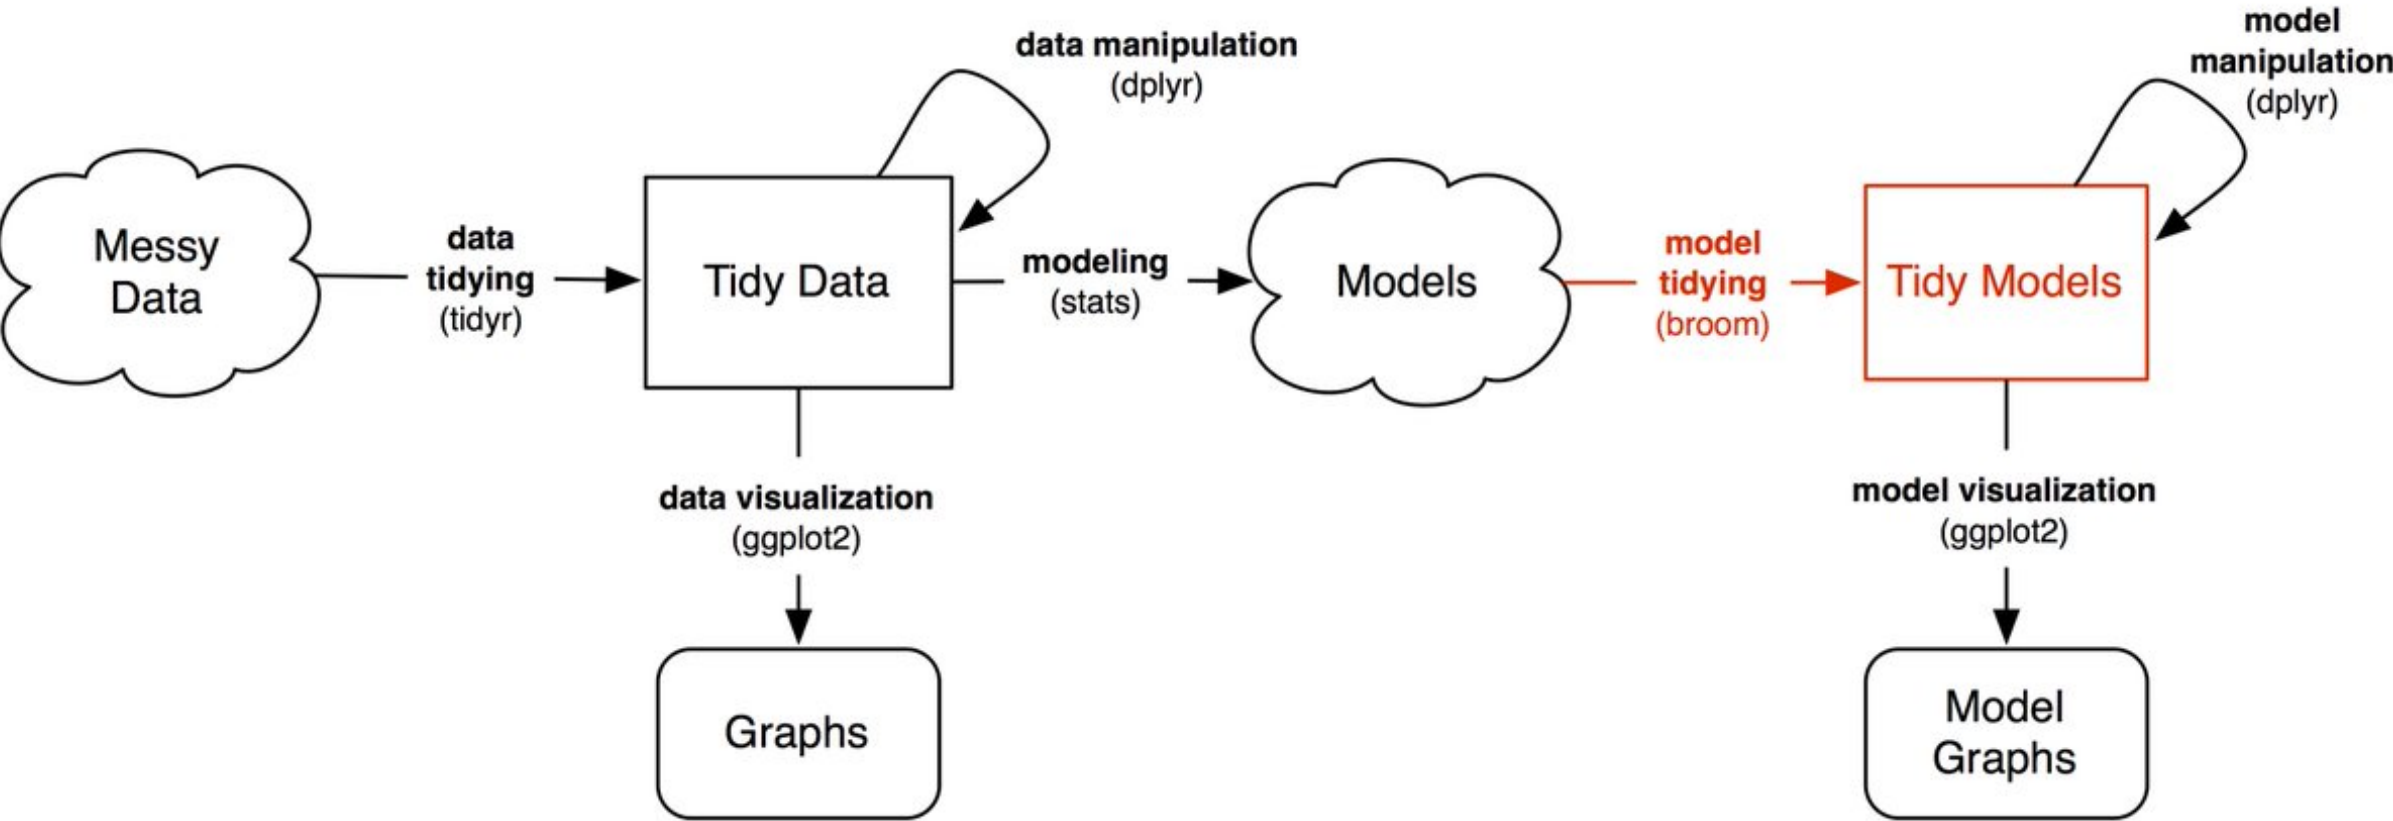 Messy
Data
data
tidying
(tidyr)
Tidy Data
data manipulation
(dplyr)
modeling
(stats)
Models
model
tidying
(broom)
Tidy Models
model
manipulation
(dplyr)
data visualization
(ggplot2)
Graphs
model visualization
(ggplot2)
Model
Graphs